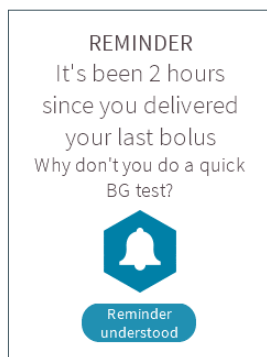 REMINDER
It's been 2 hours
since you delivered
your last bolus
Why don't you do a quick
BG test?
Reminder
understood